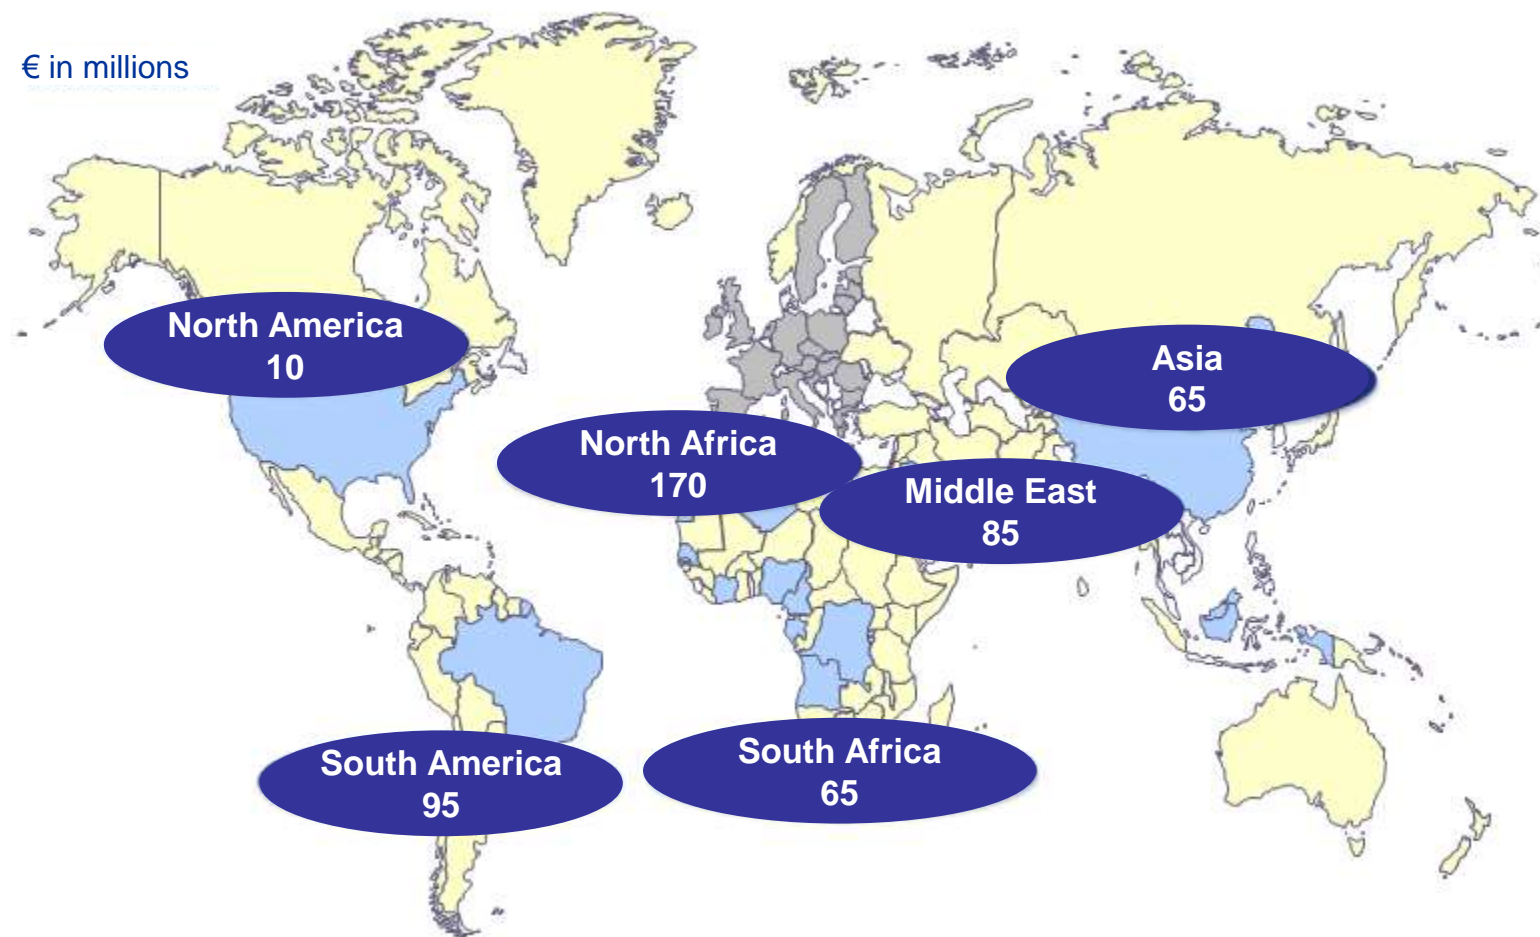 € in millions
North America
10
Asia
65
North Africa
170
Middle East
85
South America
95
South Africa
65